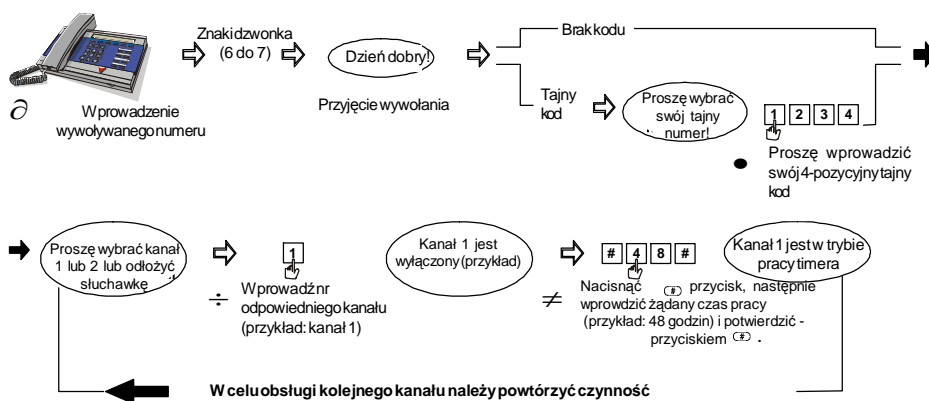 Znaki dzwonka
(6 do 7)
Dzień dobry!
Brak kodu
Wprowadzenie
wywoływanego numeru
Przyjęcie wywołania
Tajny
kod
Proszę wybrać
swój tajny
numer!
1 2 3 4
Proszę wprowadzić
swój 4-pozycyjny tajny
kod
Proszę wybrać kanał
1 lub 2 lub odłożyć
słuchawkę
1
Wprowadź nr
odpowiedniego kanału
(przykład: kanał 1)
Kanał 1 jest
wyłączony (przykład)
# 4 8 #
Nacisnąć (#) przycisk, następnie
wprowdzić żądany czas pracy
(przykład: 48 godzin) i potwierdzić -
przyciskiem (#) .
Kanał 1 jest w trybie
pracy timera
W celu obsługi kolejnego kanału należy powtórzyć czynność